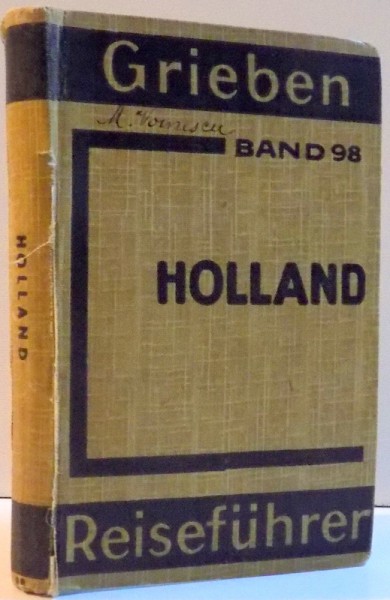 Grieben
M.
BAND 98
HOLLAND
Reiseführer
HOLLAND